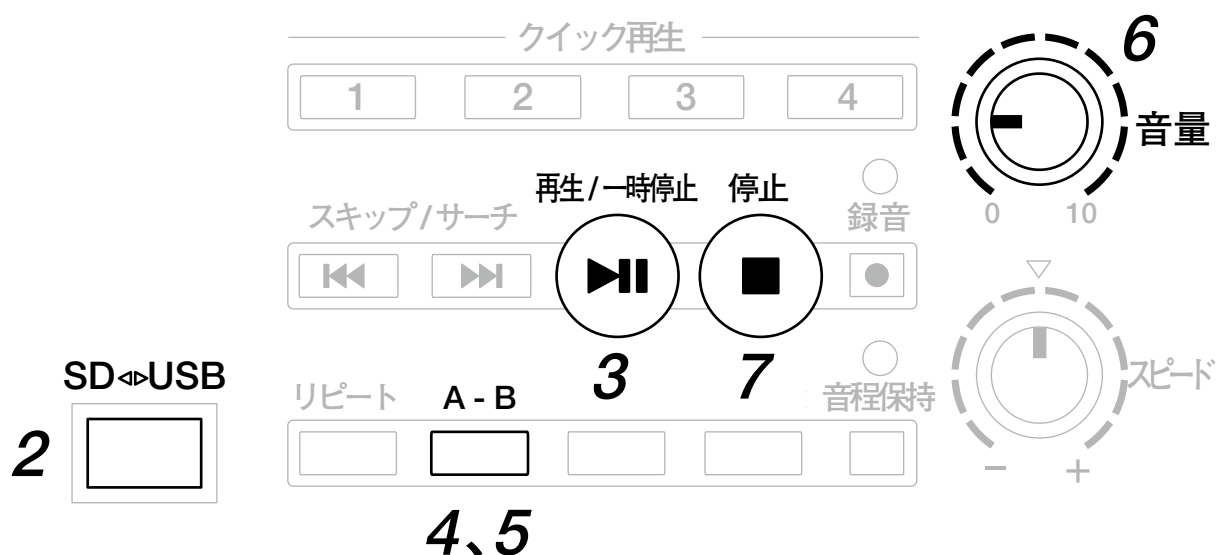 クイック再生
6
1 2 3 4
音量
再生/一時停止 停止
スキップ/サーチ 録音
0 10
3 7
SD◁▷USB
リピート A-B 音程保持 スピード
2
− +
4、5